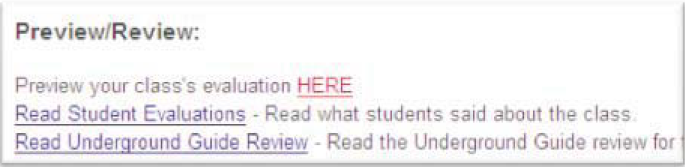 Preview/Review:
Preview your class's evaluation HERE
Read Student Evaluations - Read what students said about the class.
Read Underground Guide Review - Read the Underground Guide review for